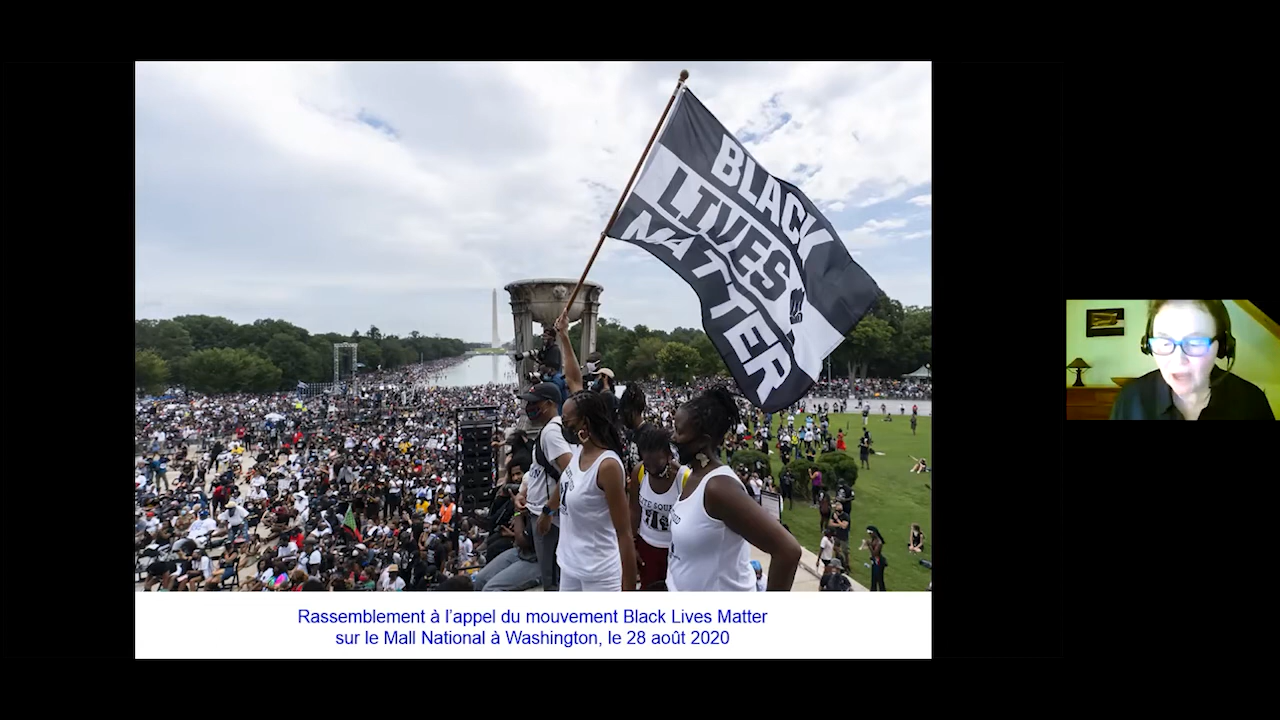 BLACK
LIVES
MATTER
Rassemblement à l'appel du mouvement Black Lives Matter
sur le Mall National à Washington, le 28 août 2020